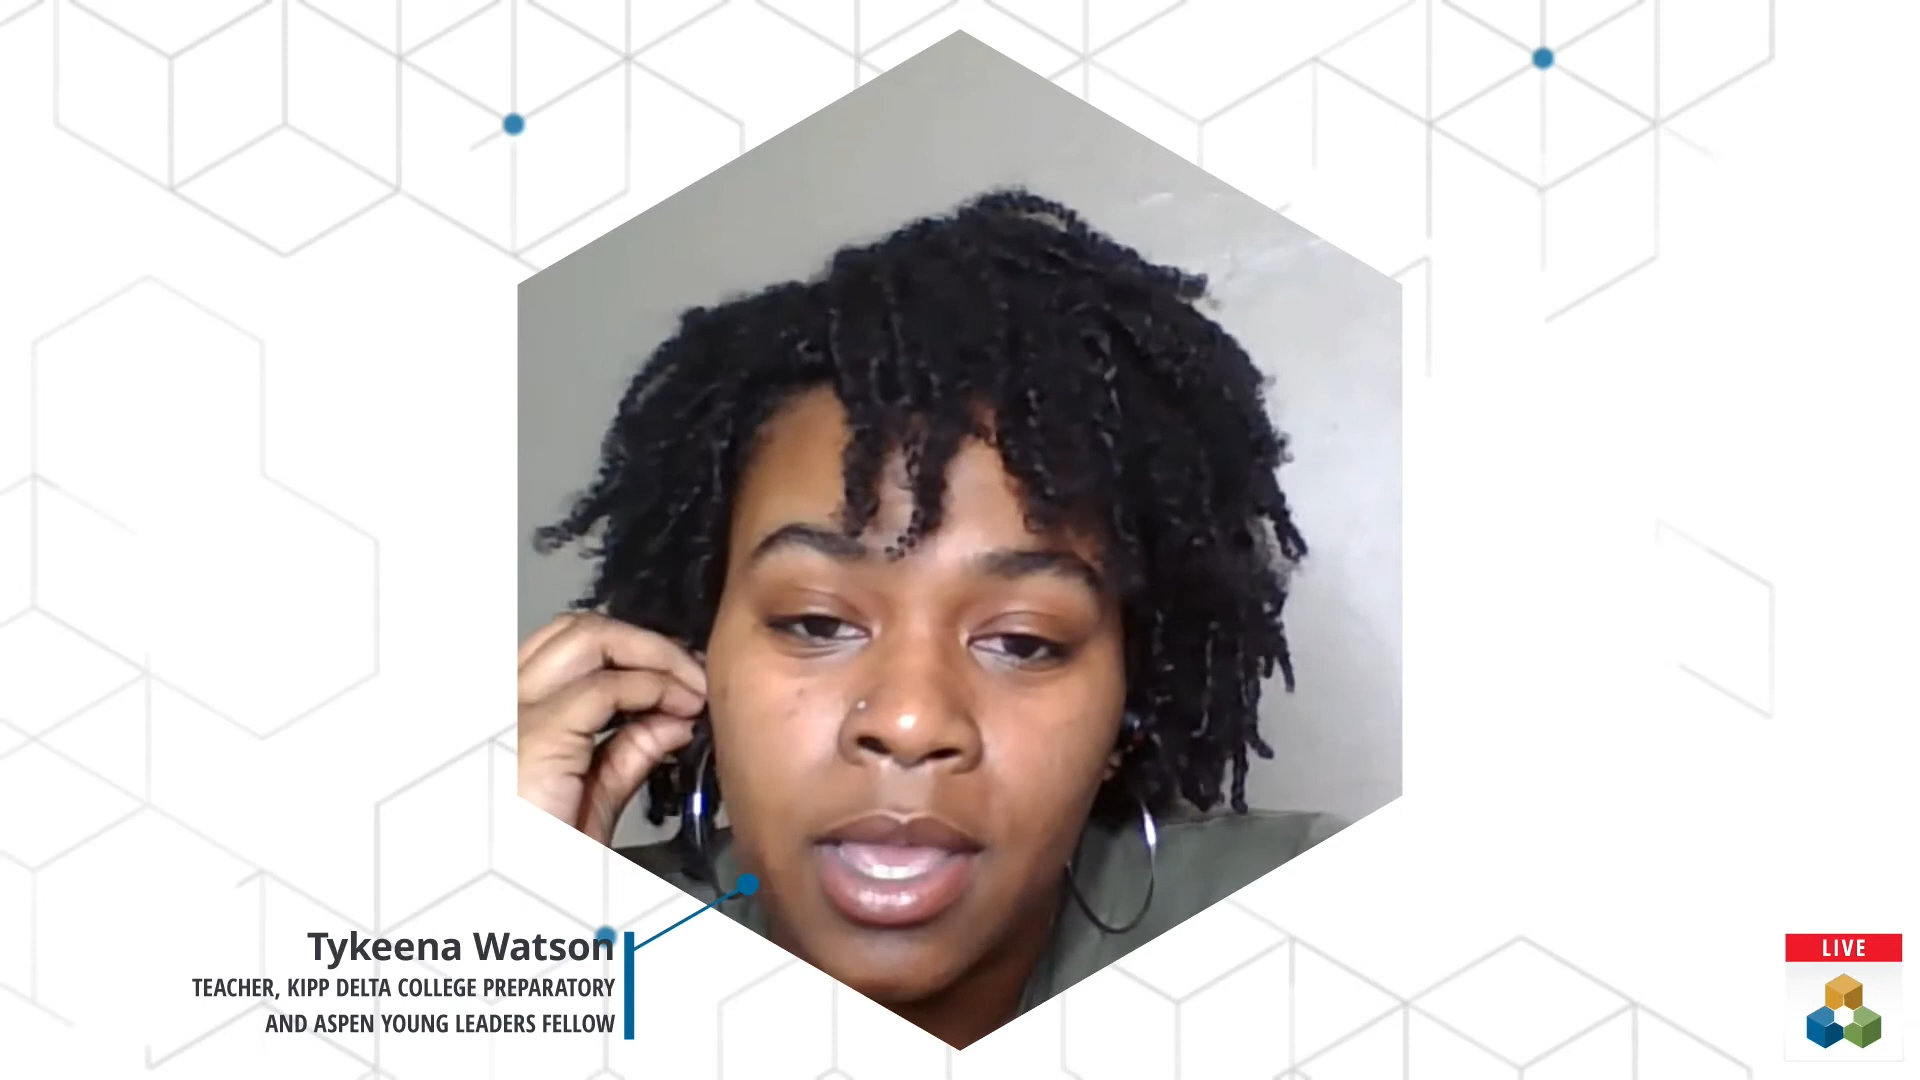 Tykeena Watson
TEACHER, KIPP DELTA COLLEGE PREPARATORY
AND ASPEN YOUNG LEADERS FELLOW
LIVE